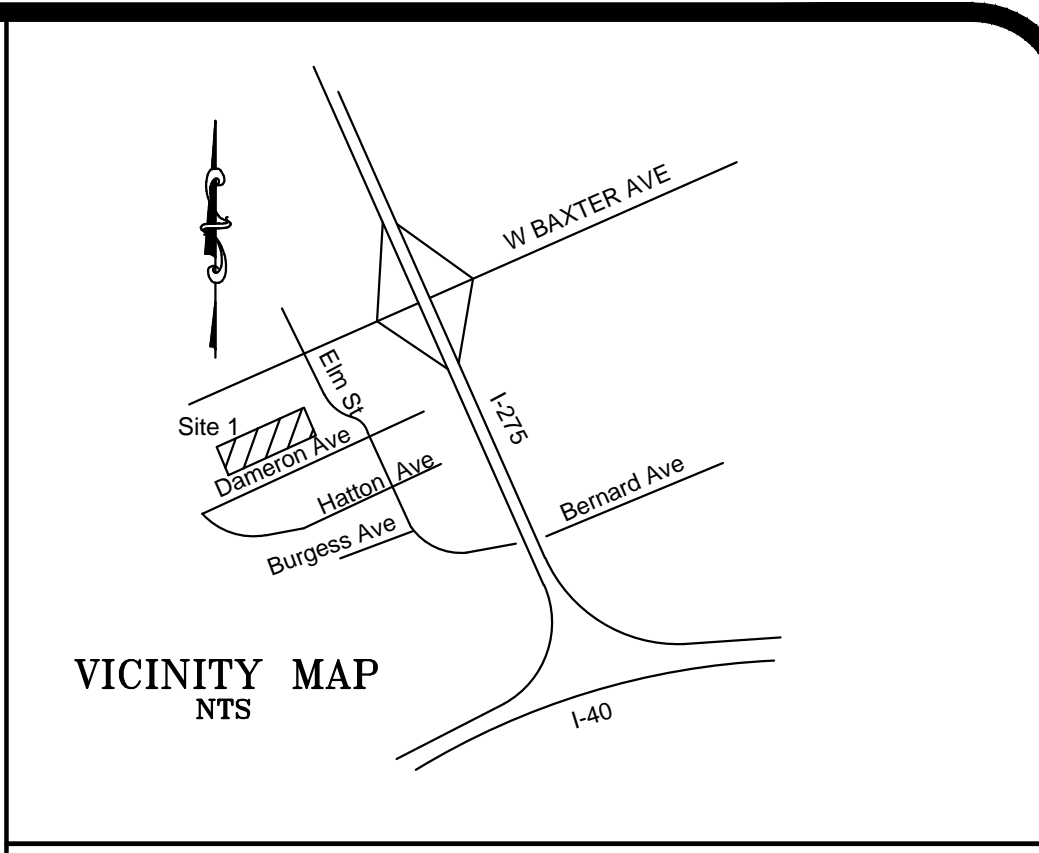 W BAXTER AVE
Elm St
I-275
Site 1
Dameron Ave
Hatton Ave
Bernard Ave
Burgess Ave
VICINITY MAP
NTS
I-40